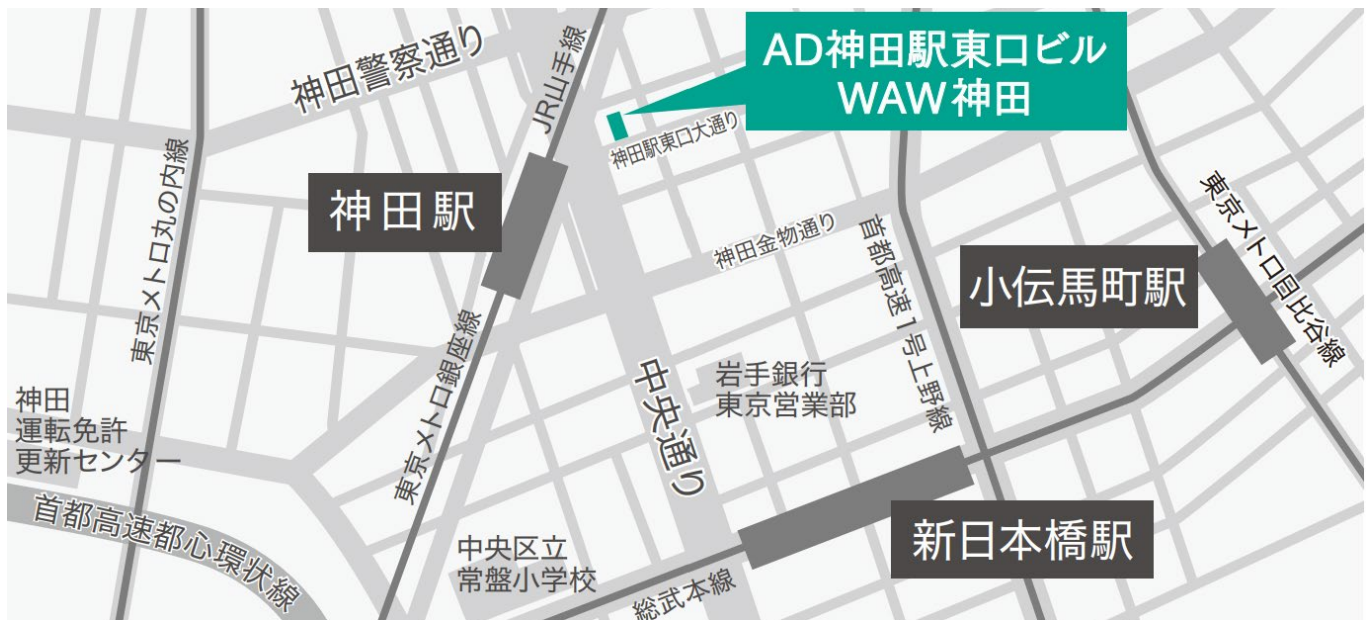 AD神田駅東口ビル
WAW神田
神田警察通り
JR山手線
神田駅東口大通り
神田駅
神田金物通り
首都高速1号上野線
小伝馬町駅
東京メトロ日比谷線
東京メトロ丸の内線
東京メトロ銀座線
中央通り
岩手銀行
東京営業部
神田
運転免許
更新センター
首都高速都心環状線
新日本橋駅
中央区立
常盤小学校
総武本線